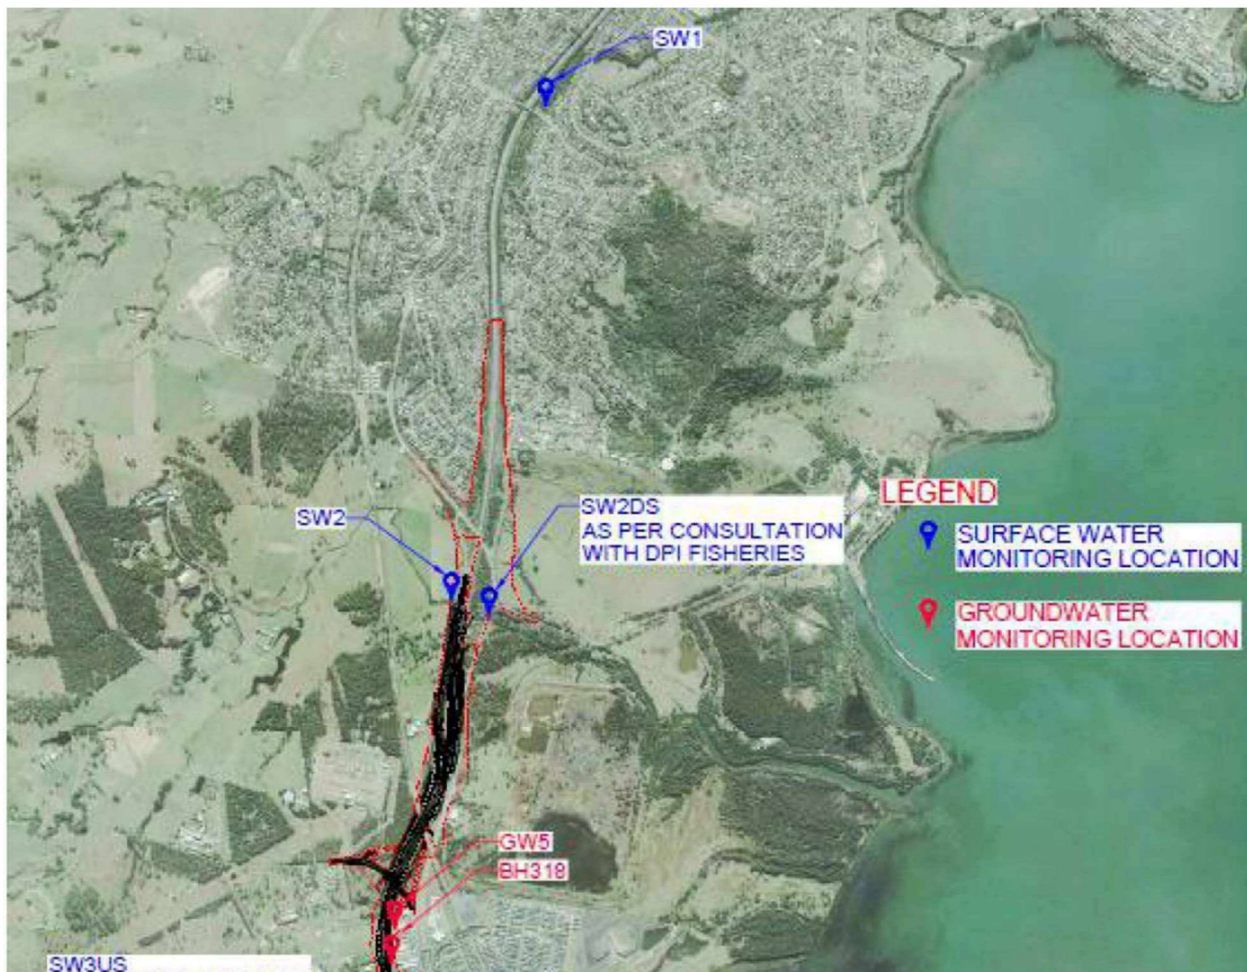 SW1
SW2
SW2DS
AS PER CONSULTATION
WITH DPI FISHERIES
LEGEND
SURFACE WATER
MONITORING LOCATION
GROUNDWATER
MONITORING LOCATION
GW5
BH318
SW3US